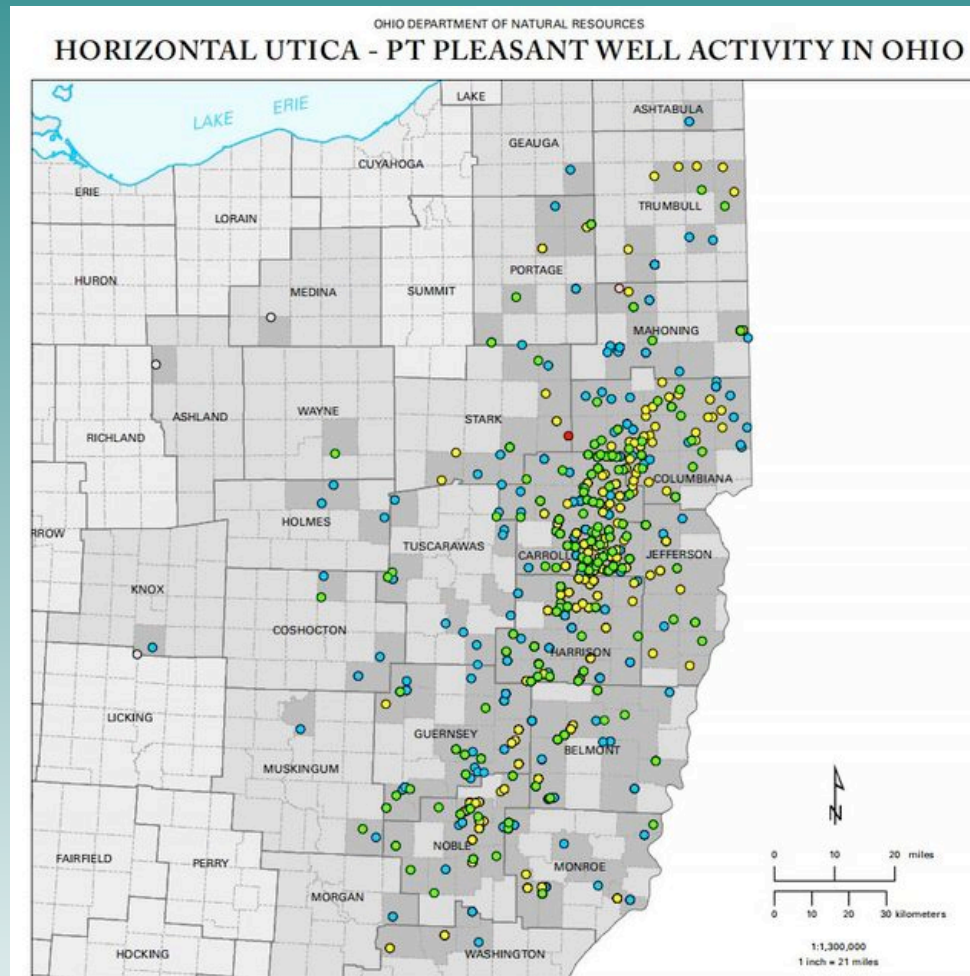 OHIO DEPARTMENT OF NATURAL RESOURCES
HORIZONTAL UTICA - PT PLEASANT WELL ACTIVITY IN OHIO
LAKE
ASHTABULA
LAKE ERIE
GEAUGA
CUYAHOGA
ERIE
TRUMBULL
LORAIN
PORTAGE
HURON
MEDINA
SUMMIT
MAHONING
WAYNE
STARK
ASHLAND
RICHLAND
COLUMBIANA
HOLMES
RROW
TUSCARAWAS
CARROLL
JEFFERSON
KNOX
COSHOCTON
HARRISON
LICKING
GUERNSEY
BELMONT
MUSKINGUM
N
NOBLE
0 10 20 miles
FAIRFIELD
PERRY
MONROE
MORGAN
0 10 20 30 kilometers
HOCKING
WASHINGTON
1:1,300,000
1 inch = 21 miles